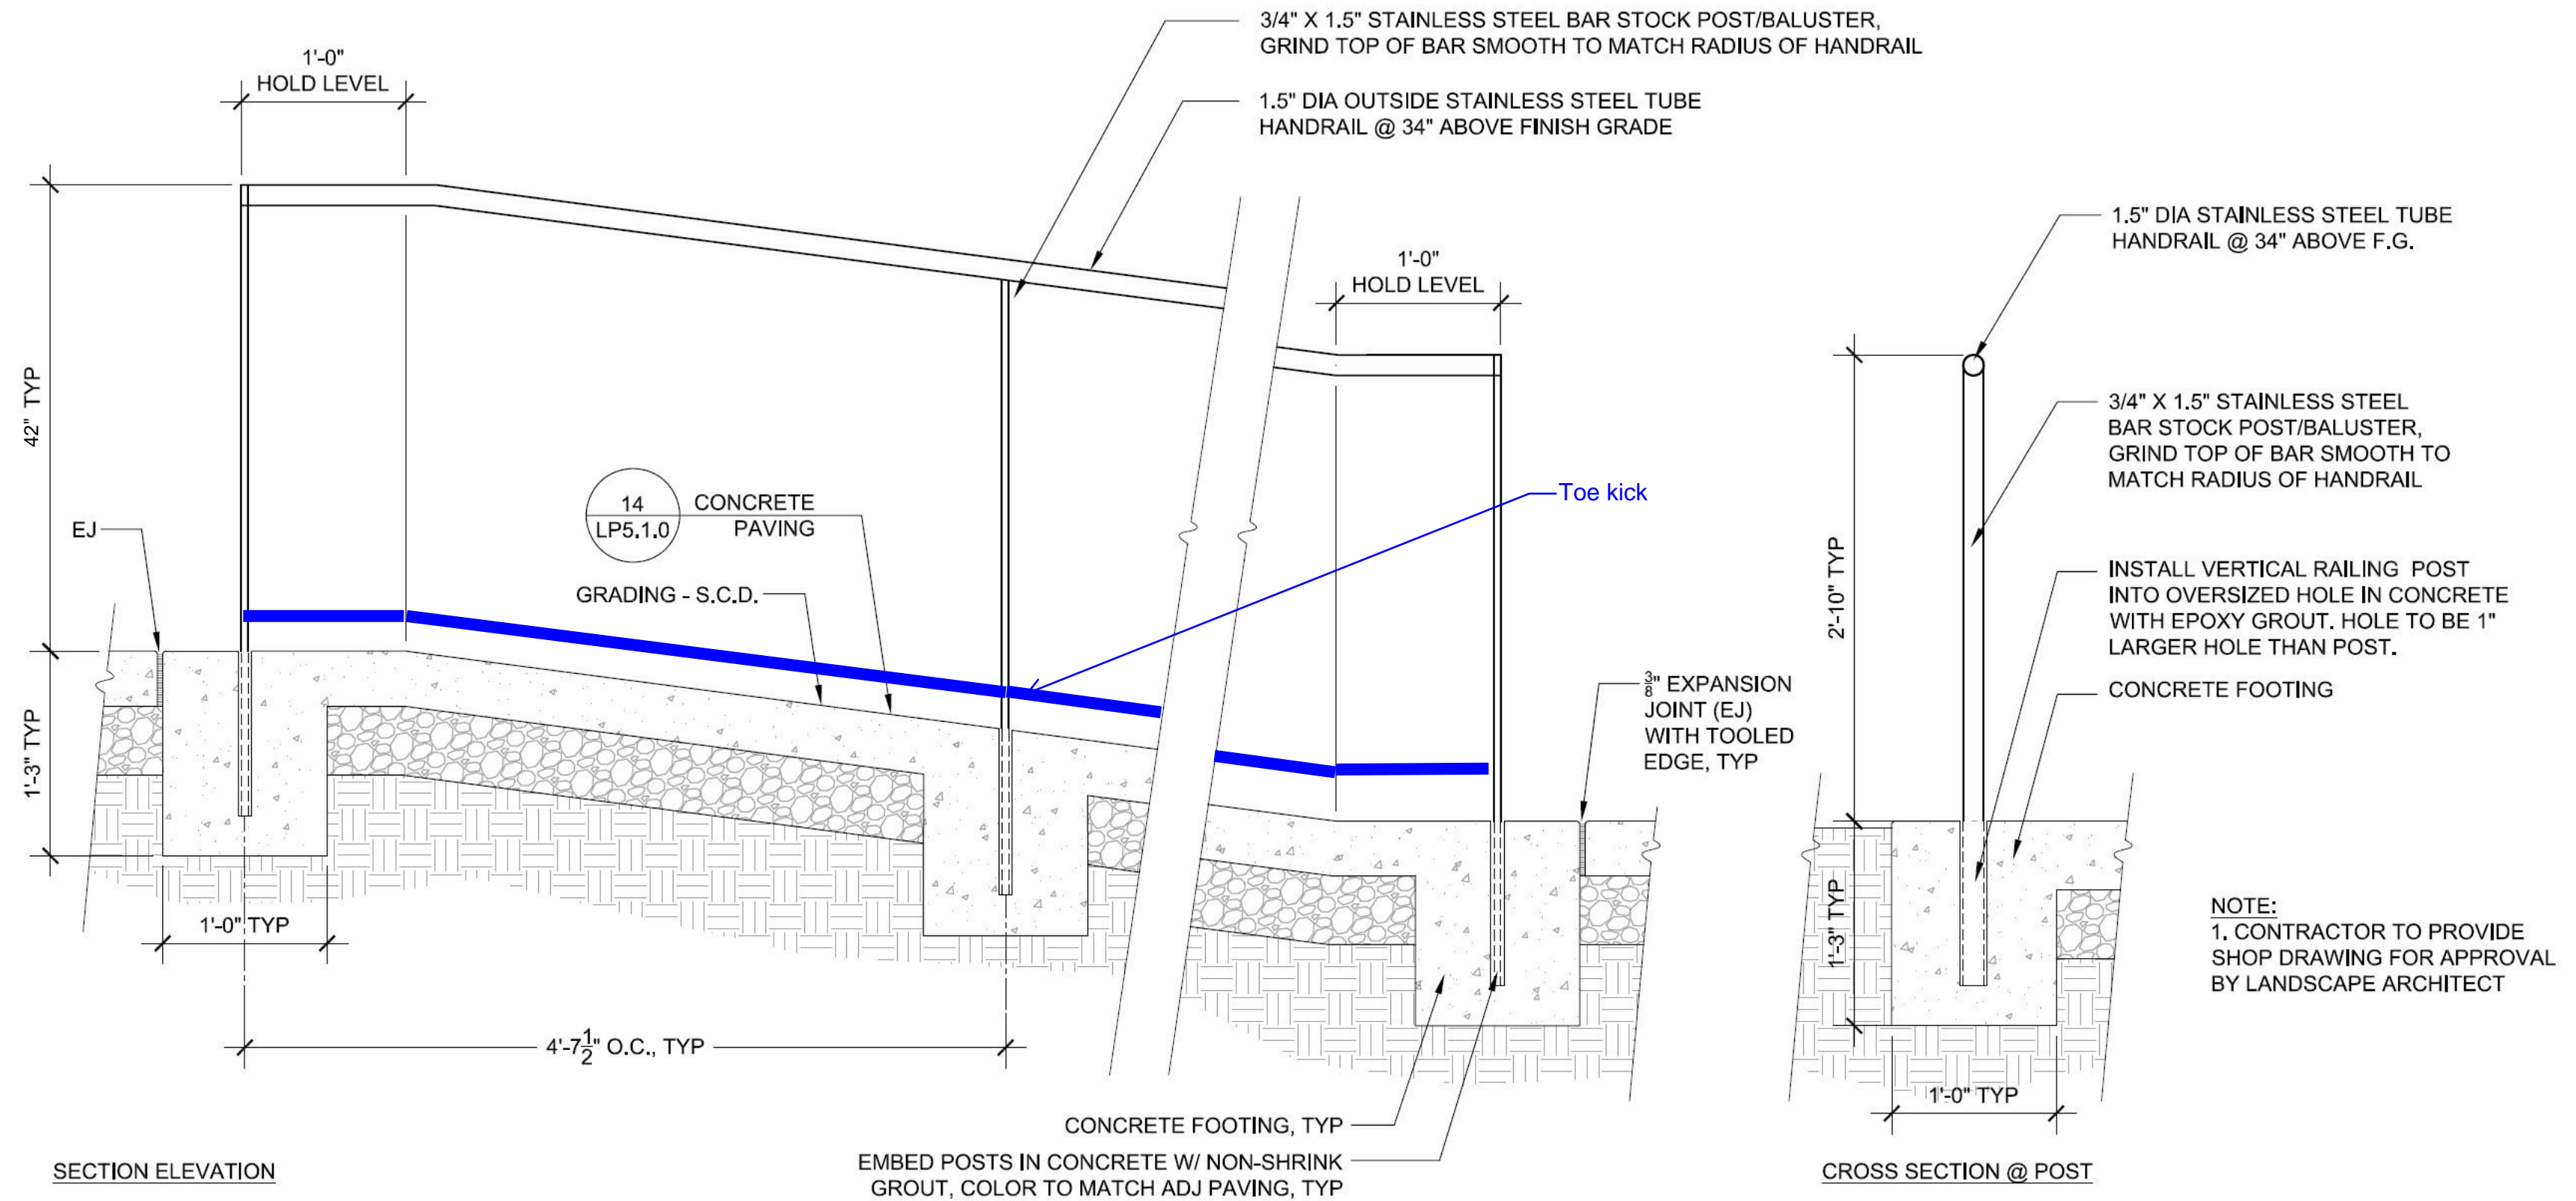 3/4" X 1.5" STAINLESS STEEL BAR STOCK POST/BALUSTER,
GRIND TOP OF BAR SMOOTH TO MATCH RADIUS OF HANDRAIL
1'-0"
HOLD LEVEL
1.5" DIA OUTSIDE STAINLESS STEEL TUBE
HANDRAIL @ 34" ABOVE FINISH GRADE
42" TYP
14
LP5.1.0
CONCRETE
PAVING
EJ
GRADING - S.C.D.
Toe kick
1'-0"
HOLD LEVEL
1'-3" TYP
1'-0" TYP
4'-7 1/2" O.C., TYP
3/8" EXPANSION
JOINT (EJ)
WITH TOOLED
EDGE, TYP
CONCRETE FOOTING, TYP
EMBED POSTS IN CONCRETE W/ NON-SHRINK
GROUT, COLOR TO MATCH ADJ PAVING, TYP
SECTION ELEVATION
1.5" DIA STAINLESS STEEL TUBE
HANDRAIL @ 34" ABOVE F.G.
3/4" X 1.5" STAINLESS STEEL
BAR STOCK POST/BALUSTER,
GRIND TOP OF BAR SMOOTH TO
MATCH RADIUS OF HANDRAIL
2'-10" TYP
INSTALL VERTICAL RAILING POST
INTO OVERSIZED HOLE IN CONCRETE
WITH EPOXY GROUT. HOLE TO BE 1"
LARGER HOLE THAN POST.
CONCRETE FOOTING
1'-3" TYP
1'-0" TYP
NOTE:
1. CONTRACTOR TO PROVIDE
SHOP DRAWING FOR APPROVAL
BY LANDSCAPE ARCHITECT
CROSS SECTION @ POST